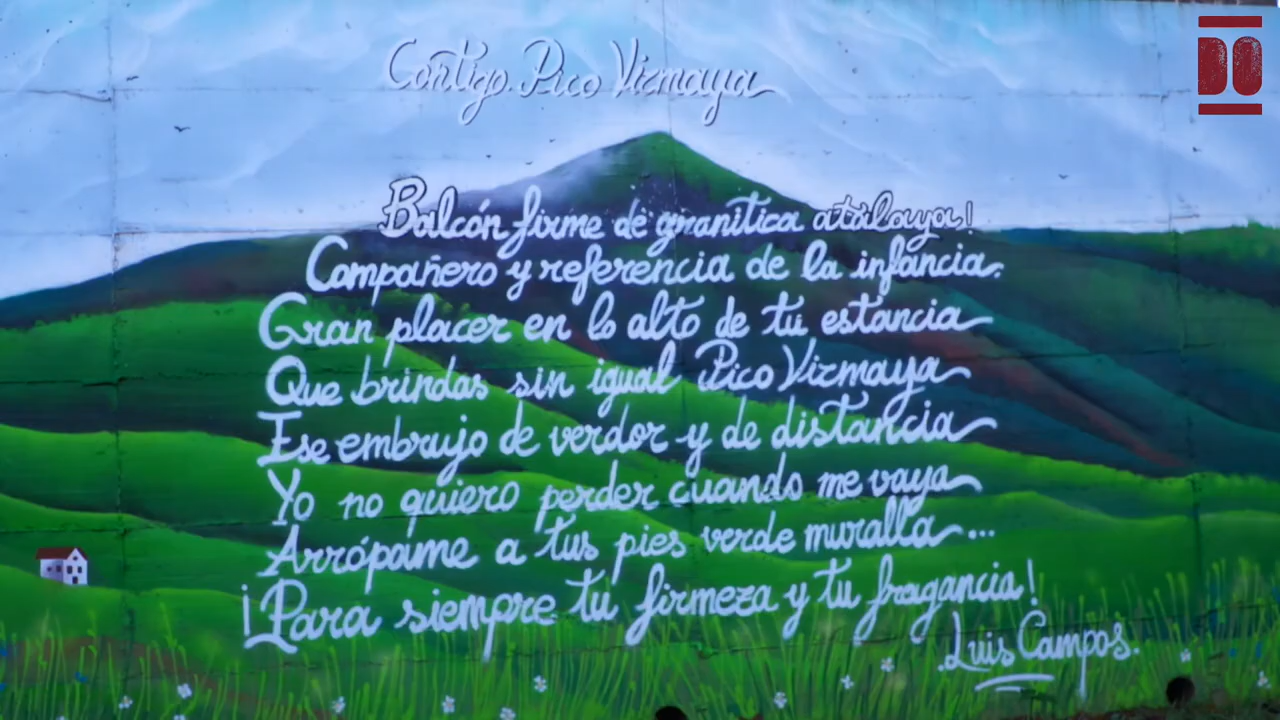 Contigo. Pico Vizmaya
DO
Balcón firme de granítica atalaya!
Compañero y referencia de la infancia.
Gran placer en lo alto de tu estancia
Que brindas sin igual Pico Vizmaya
Ese embrujo de verdor y de distancia
Yo no quiero perder cuando me vaya
Arrópame a tus pies verde muralla...
¡Para siempre tu firmeza y tu fragancia!
Luis Campos.